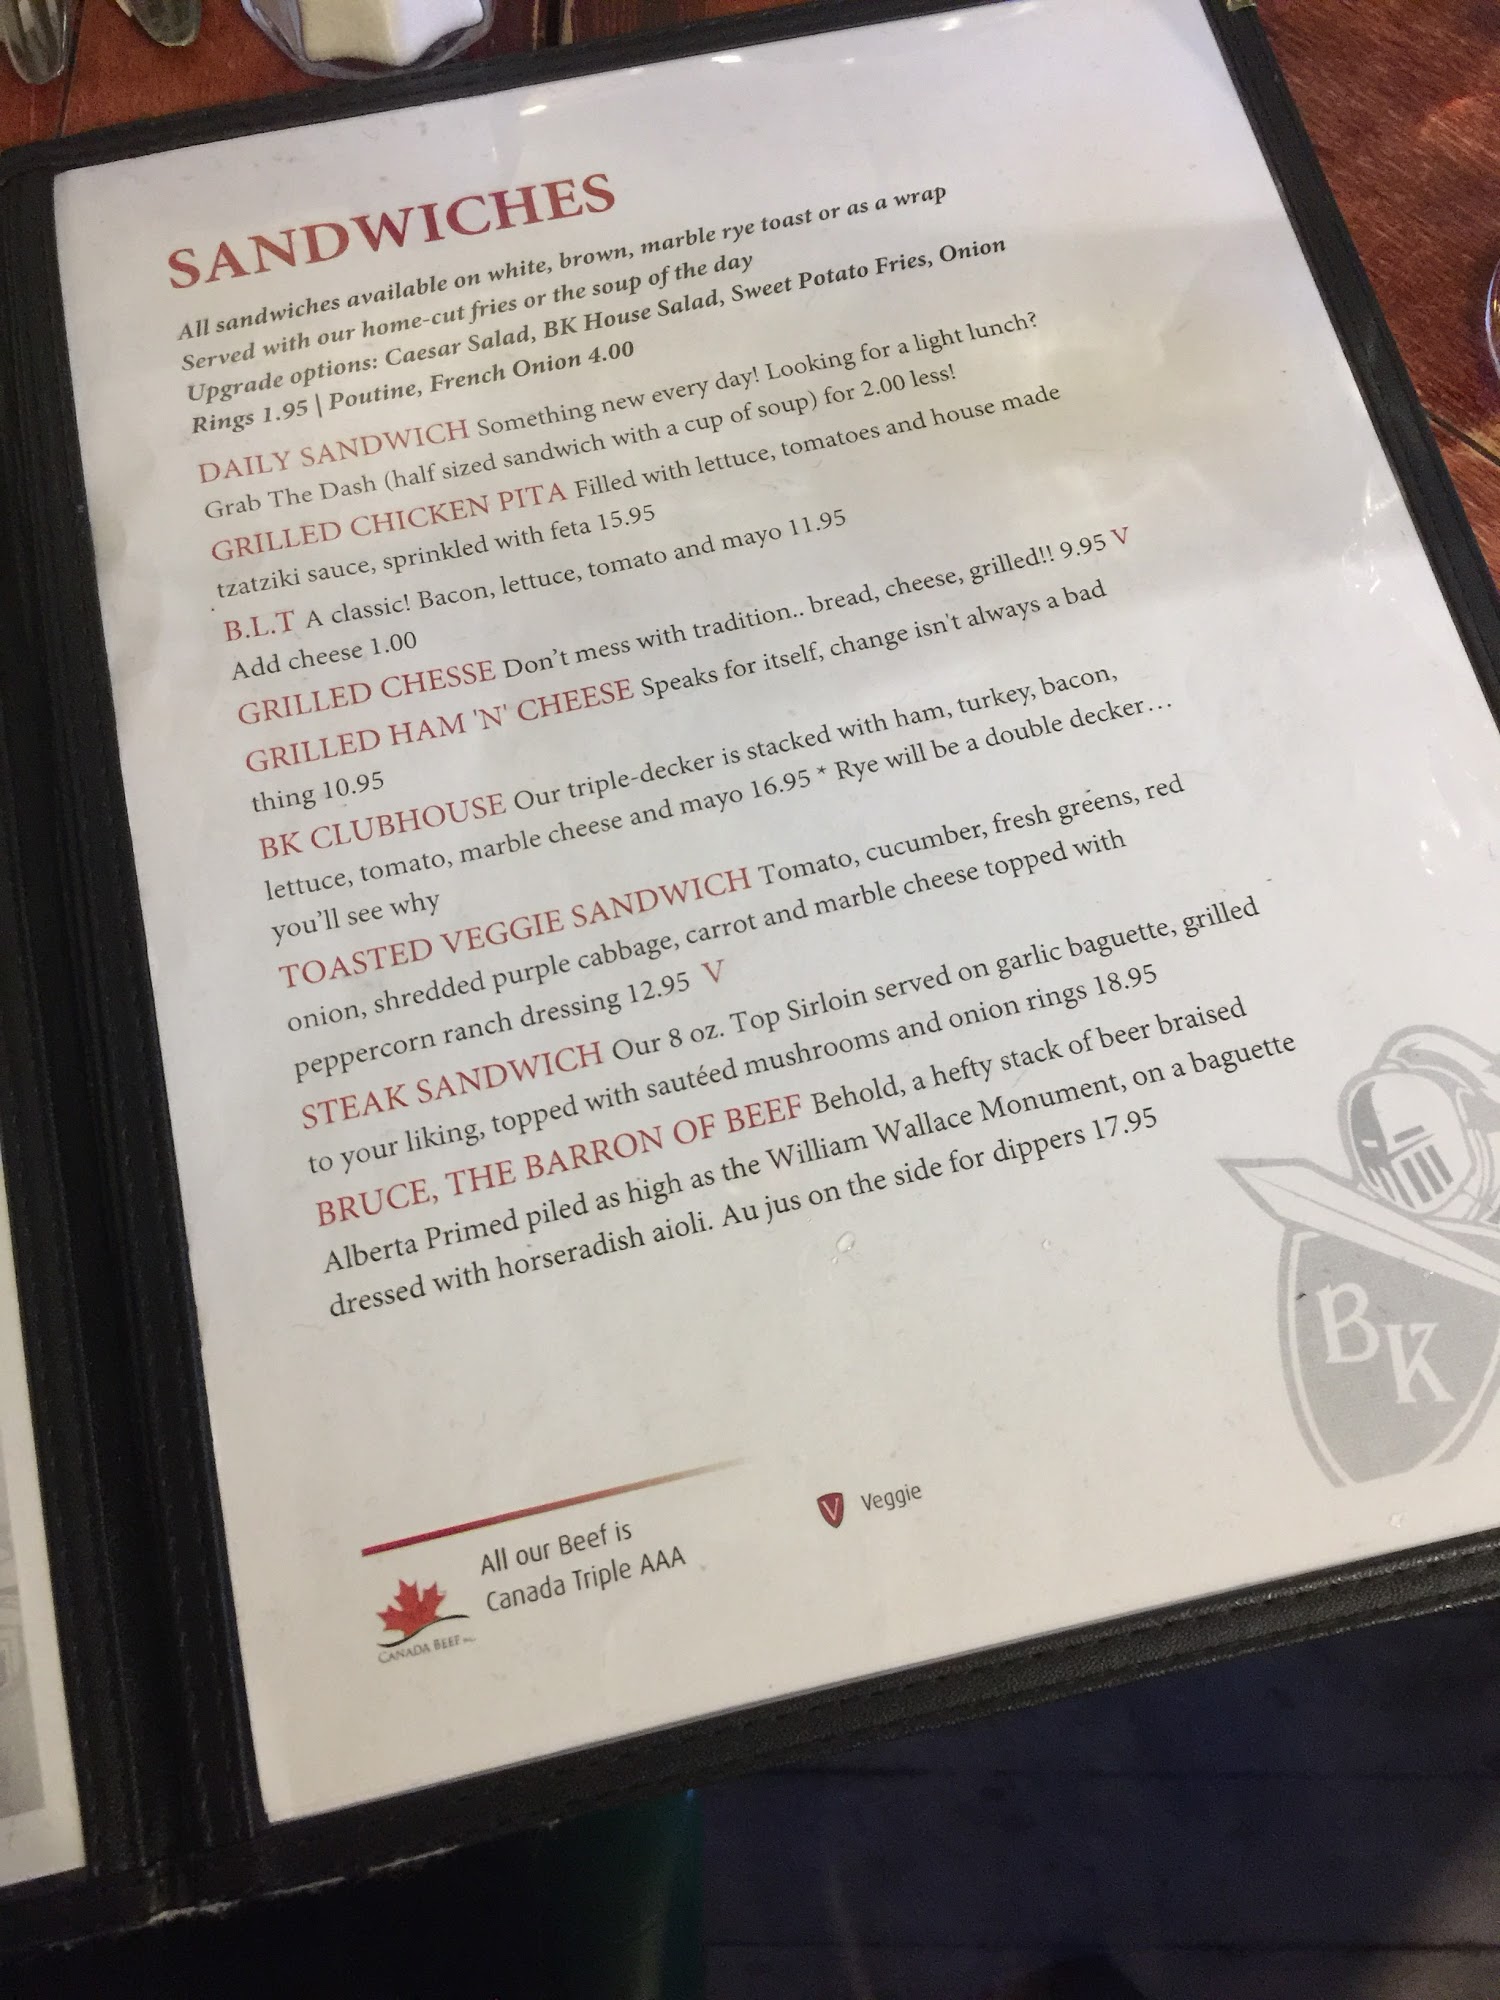 SANDWICHES
All sandwiches available on white, brown, marble rye toast or as a wrap
Served with our home-cut fries or the soup of the day
Upgrade options: Caesar Salad, BK House Salad, Sweet Potato Fries, Onion
Rings 1.95 | Poutine, French Onion 4.00
DAILY SANDWICH Something new every day! Looking for a light lunch?
Grab The Dash (half sized sandwich with a cup of soup) for 2.00 less!
GRILLED CHICKEN PITA Filled with lettuce, tomatoes and house made
tzatziki sauce, sprinkled with feta 15.95
B.L.T A classic! Bacon, lettuce, tomato and mayo 11.95
Add cheese 1.00
GRILLED CHESSE Don't mess with tradition.. bread, cheese, grilled!! 9.95 V
GRILLED HAM 'N' CHEESE Speaks for itself, change isn't always a bad
thing 10.95
BK CLUBHOUSE Our triple-decker is stacked with ham, turkey, bacon,
lettuce, tomato, marble cheese and mayo 16.95 * Rye will be a double decker…
you'll see why
TOASTED VEGGIE SANDWICH Tomato, cucumber, fresh greens, red
onion, shredded purple cabbage, carrot and marble cheese topped with
peppercorn ranch dressing 12.95 V
STEAK SANDWICH Our 8 oz. Top Sirloin served on garlic baguette, grilled
to your liking, topped with sautéed mushrooms and onion rings 18.95
BRUCE, THE BARRON OF BEEF Behold, a hefty stack of beer braised
Alberta Primed piled as high as the William Wallace Monument, on a baguette
dressed with horseradish aioli. Au jus on the side for dippers 17.95
BK
All our Beef is
Canada Triple AAA
CANADA BEEF
V Veggie